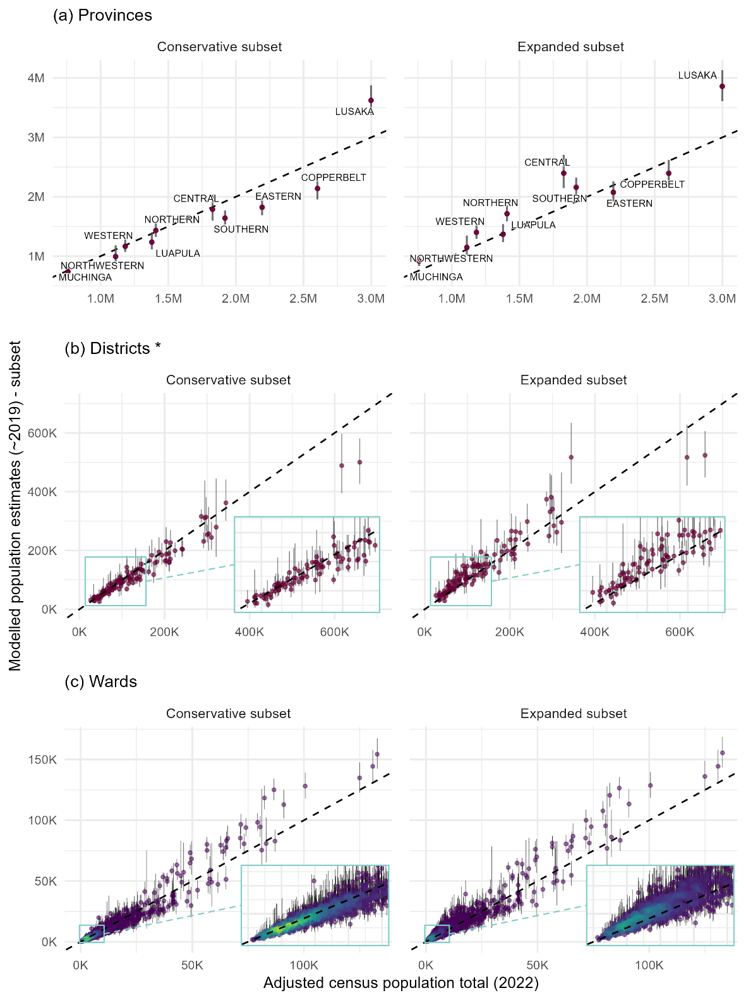 (a) Provinces
Conservative subset
Expanded subset
4M
3M
2M
1M
LUSAKA
COPPERBELT
CENTRAL
EASTERN
NORTHERN
SOUTHERN
WESTERN
LUAPULA
NORTHWESTERN
MUCHINGA
LUSAKA
CENTRAL
COPPERBELT
SOUTHERN
EASTERN
NORTHERN
WESTERN
LUAPULA
NORTHWESTERN
MUCHINGA
1.0M 1.5M 2.0M 2.5M 3.0M
1.0M 1.5M 2.0M 2.5M 3.0M
Modelled population estimates (~2019) - subset
(b) Districts *
Conservative subset
Expanded subset
600K
400K
200K
0K
0K 200K 400K 600K
0K 200K 400K 600K
(c) Wards
Conservative subset
Expanded subset
150K
100K
50K
0K
0K 50K 100K
0K 50K 100K
Adjusted census population total (2022)